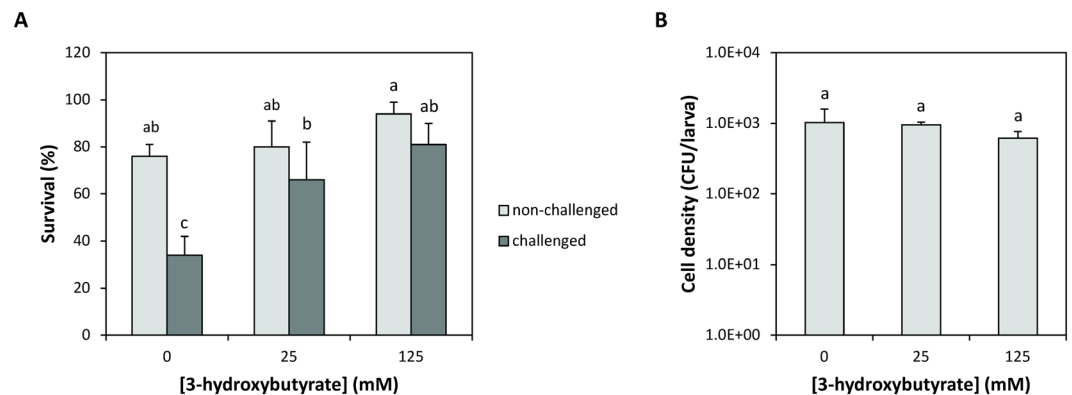 A
120
100
80
60
40
20
0
Survival (%)
ab
c
ab
b
a
ab
0 25 125
[3-hydroxybutyrate] (mM)
non-challenged
challenged
B
1.0E+04
1.0E+03
1.0E+02
1.0E+01
1.0E+00
Cell density (CFU/larva)
a
a
a
0 25 125
[3-hydroxybutyrate] (mM)